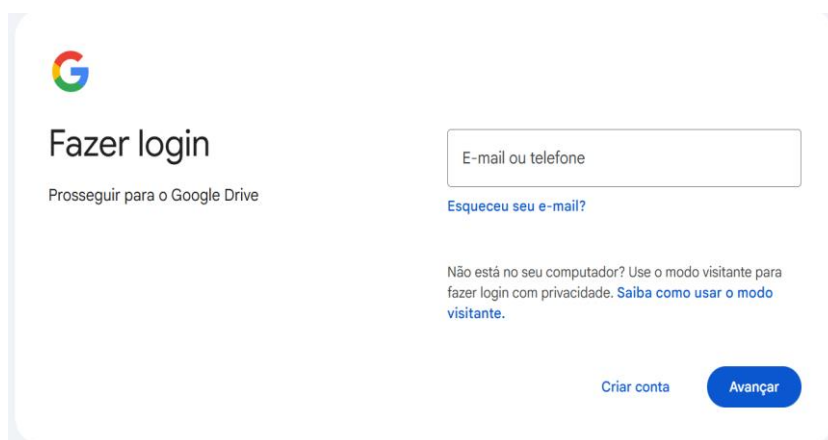 Fazer login
Prosseguir para o Google Drive
E-mail ou telefone
Esqueceu seu e-mail?
Não está no seu computador? Use o modo visitante para
fazer login com privacidade. Saiba como usar o modo
visitante.
Criar conta
Avançar